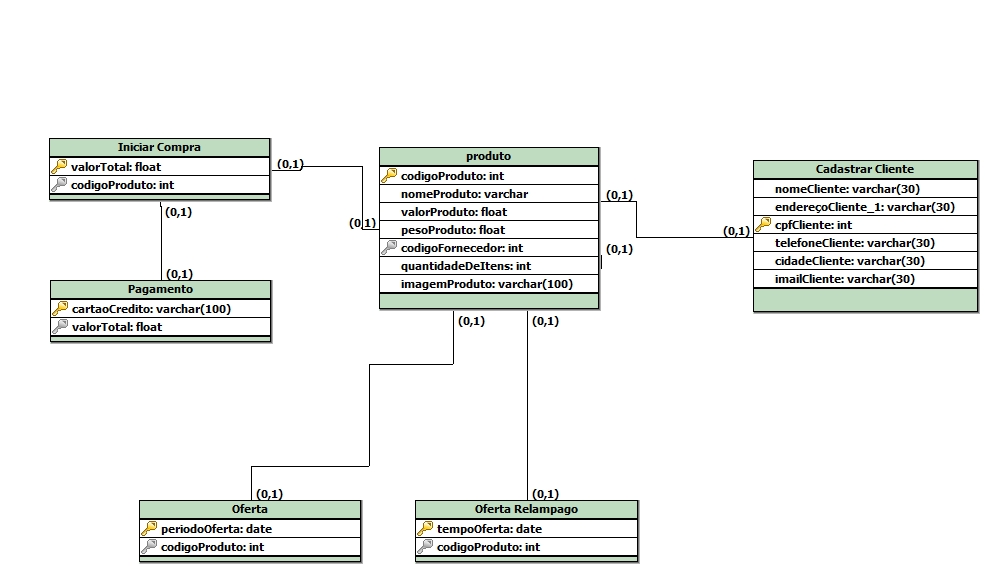 Iniciar Compra
valorTotal: float
codigoProduto: int
(0,1)
(0,1)
(0,1)
(0,1)
Pagamento
cartaoCredito: varchar(100)
valorTotal: float
produto
codigoProduto: int
nomeProduto: varchar
valorProduto: float
pesoProduto: float
codigoFornecedor: int
quantidadeDeItens: int
imagemProduto: varchar(100)
(0,1)
(0,1)
(0,1)
Cadastrar Cliente
nomeCliente: varchar(30)
endereçoCliente_1: varchar(30)
cpfCliente: int
telefoneCliente: varchar(30)
cidadeCliente: varchar(30)
imailCliente: varchar(30)
(0,1)
(0,1)
(0,1)
(0,1)
Oferta
periodoOferta: date
codigoProduto: int
Oferta Relampago
tempoOferta: date
codigoProduto: int